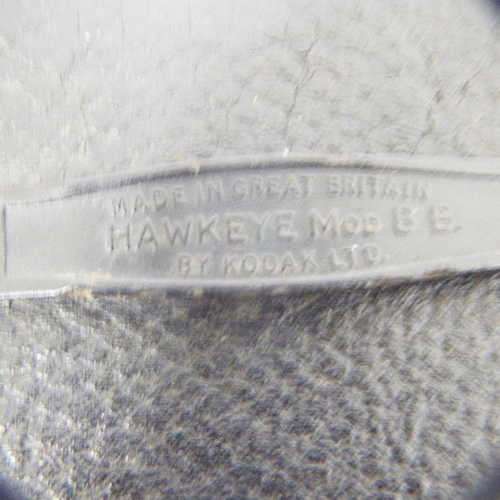 MADE IN GREAT BRITAIN
HAWKEYE MOD B B.
BY KODAK LTD.